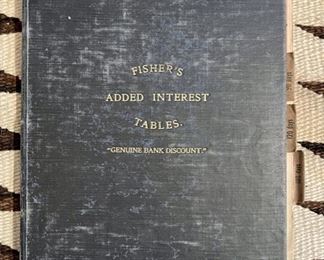 FISHER'S
ADDED INTEREST
TABLES.
"GENUINE BANK DISCOUNT."